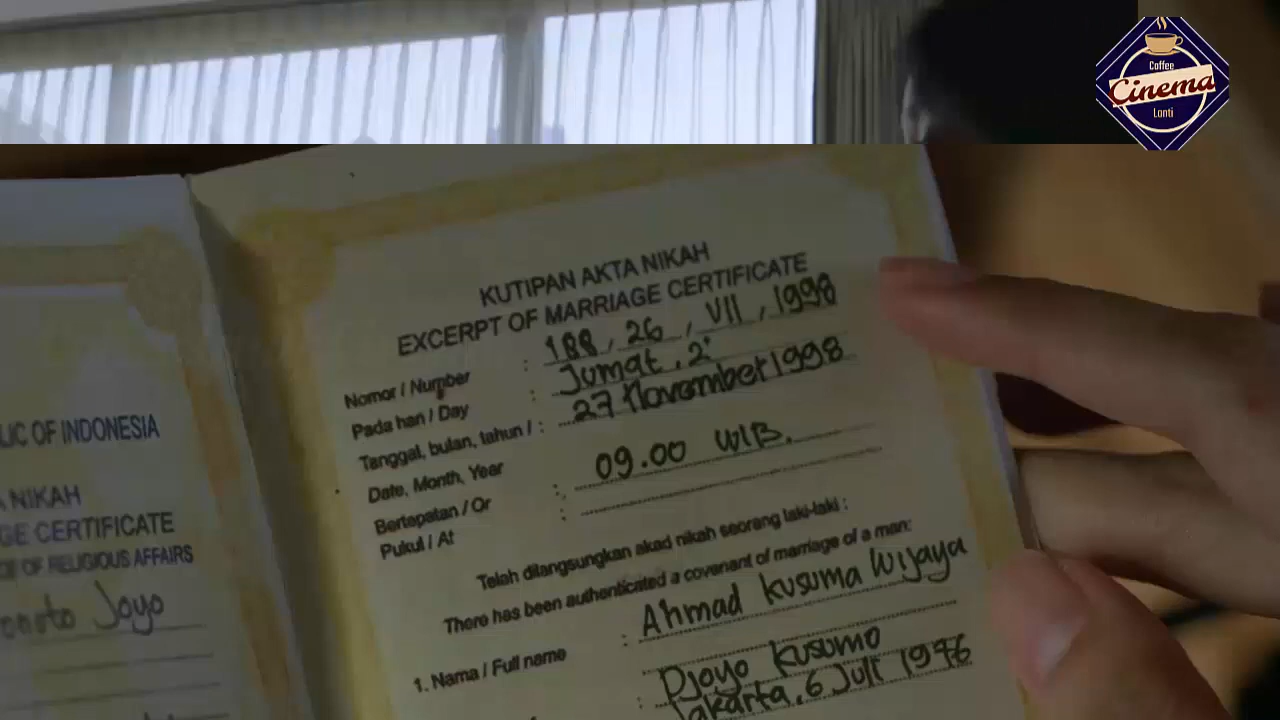 Coffee
Cinema
Lonti
KUTIPAN AKTA NIKAH
EXCERPT OF MARRIAGE CERTIFICATE
Nomor / Number : 188, 26, VII, 1998
Pada hari / Day : Jumat, 2
Tanggal, bulan, tahun / : 27 November 1998
Date, Month, Year
Bertepatan / Or : 09.00 WIB.
Pukul / At :
Telah dilangsungkan akad nikah seorang laki-laki :
There has been authenticated a covenant of marriage of a man:
1. Nama / Full name : Ahmad Kusuma Wijaya
: Djoyo Kusumo
Jakarta, 6 Juli 1976
LIC OF INDONESIA
A NIKAH
GE CERTIFICATE
OF RELIGIOUS AFFAIRS
onoto Joyo